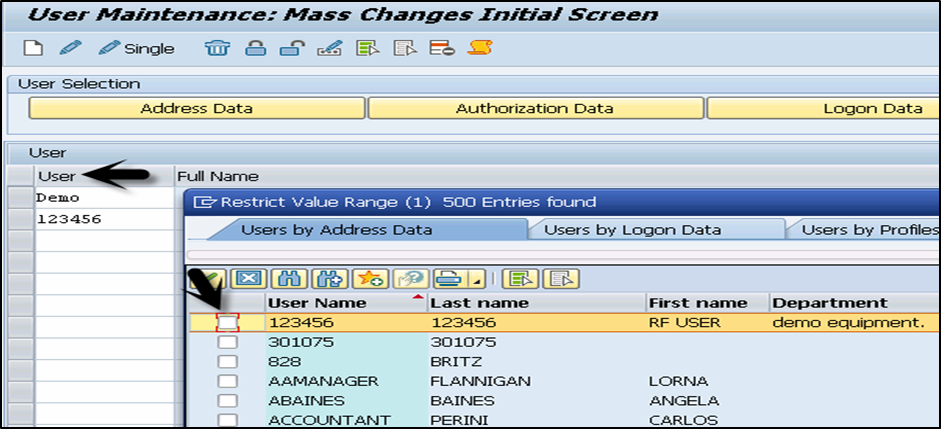 User Maintenance: Mass Changes Initial Screen
Single
User Selection
Address Data Authorization Data Logon Data
User
User Full Name
Demo
123456
Restrict Value Range (1) 500 Entries found
Users by Address Data Users by Logon Data Users by Profiles
User Name Last name First name Department
123456 123456 RF USER demo equipment.
301075 301075
828 BRITZ
AAMANAGER FLANNIGAN LORNA
ABAINES BAINES ANGELA
ACCOUNTANT PERINI CARLOS